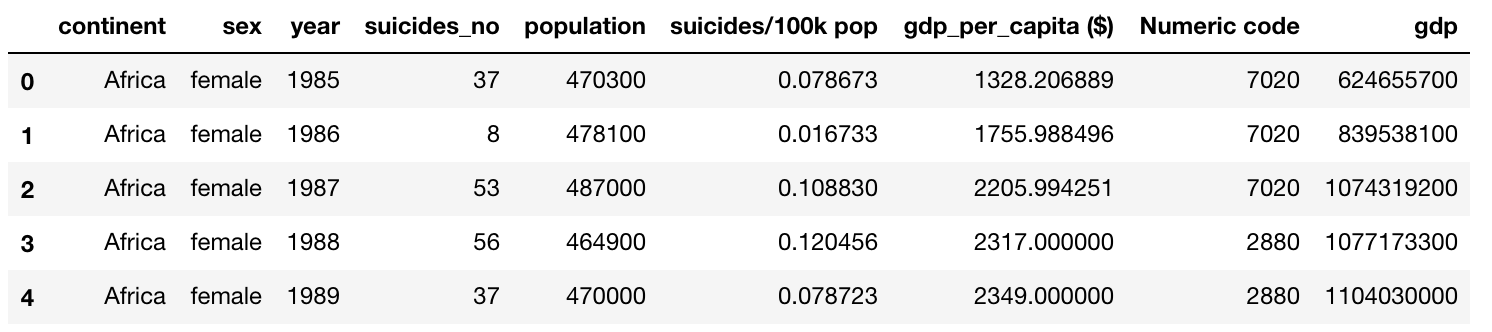 continent sex year suicides_no population suicides/100k pop gdp_per_capita ($) Numeric code gdp
0 Africa female 1985 37 470300 0.078673 1328.206889 7020 624655700
1 Africa female 1986 8 478100 0.016733 1755.988496 7020 839538100
2 Africa female 1987 53 487000 0.108830 2205.994251 7020 1074319200
3 Africa female 1988 56 464900 0.120456 2317.000000 2880 1077173300
4 Africa female 1989 37 470000 0.078723 2349.000000 2880 1104030000